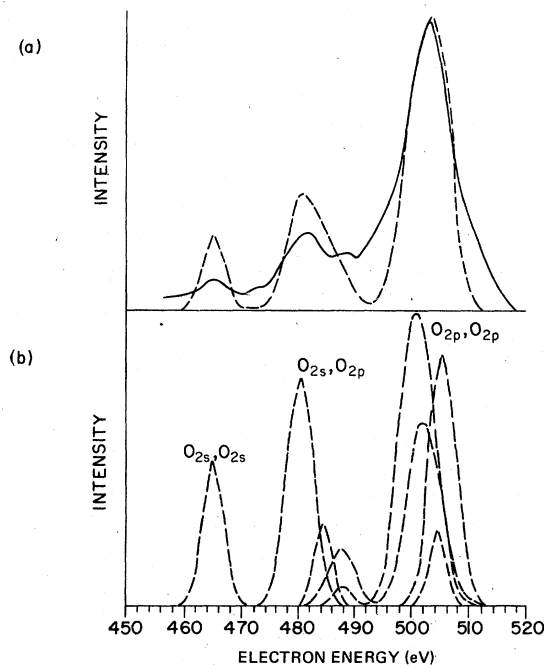 (a)
INTENSITY
(b)
O2p, O2p
O2s, O2p
O2s, O2s
INTENSITY
450 460 470 480 490 500 510 520
ELECTRON ENERGY (eV)